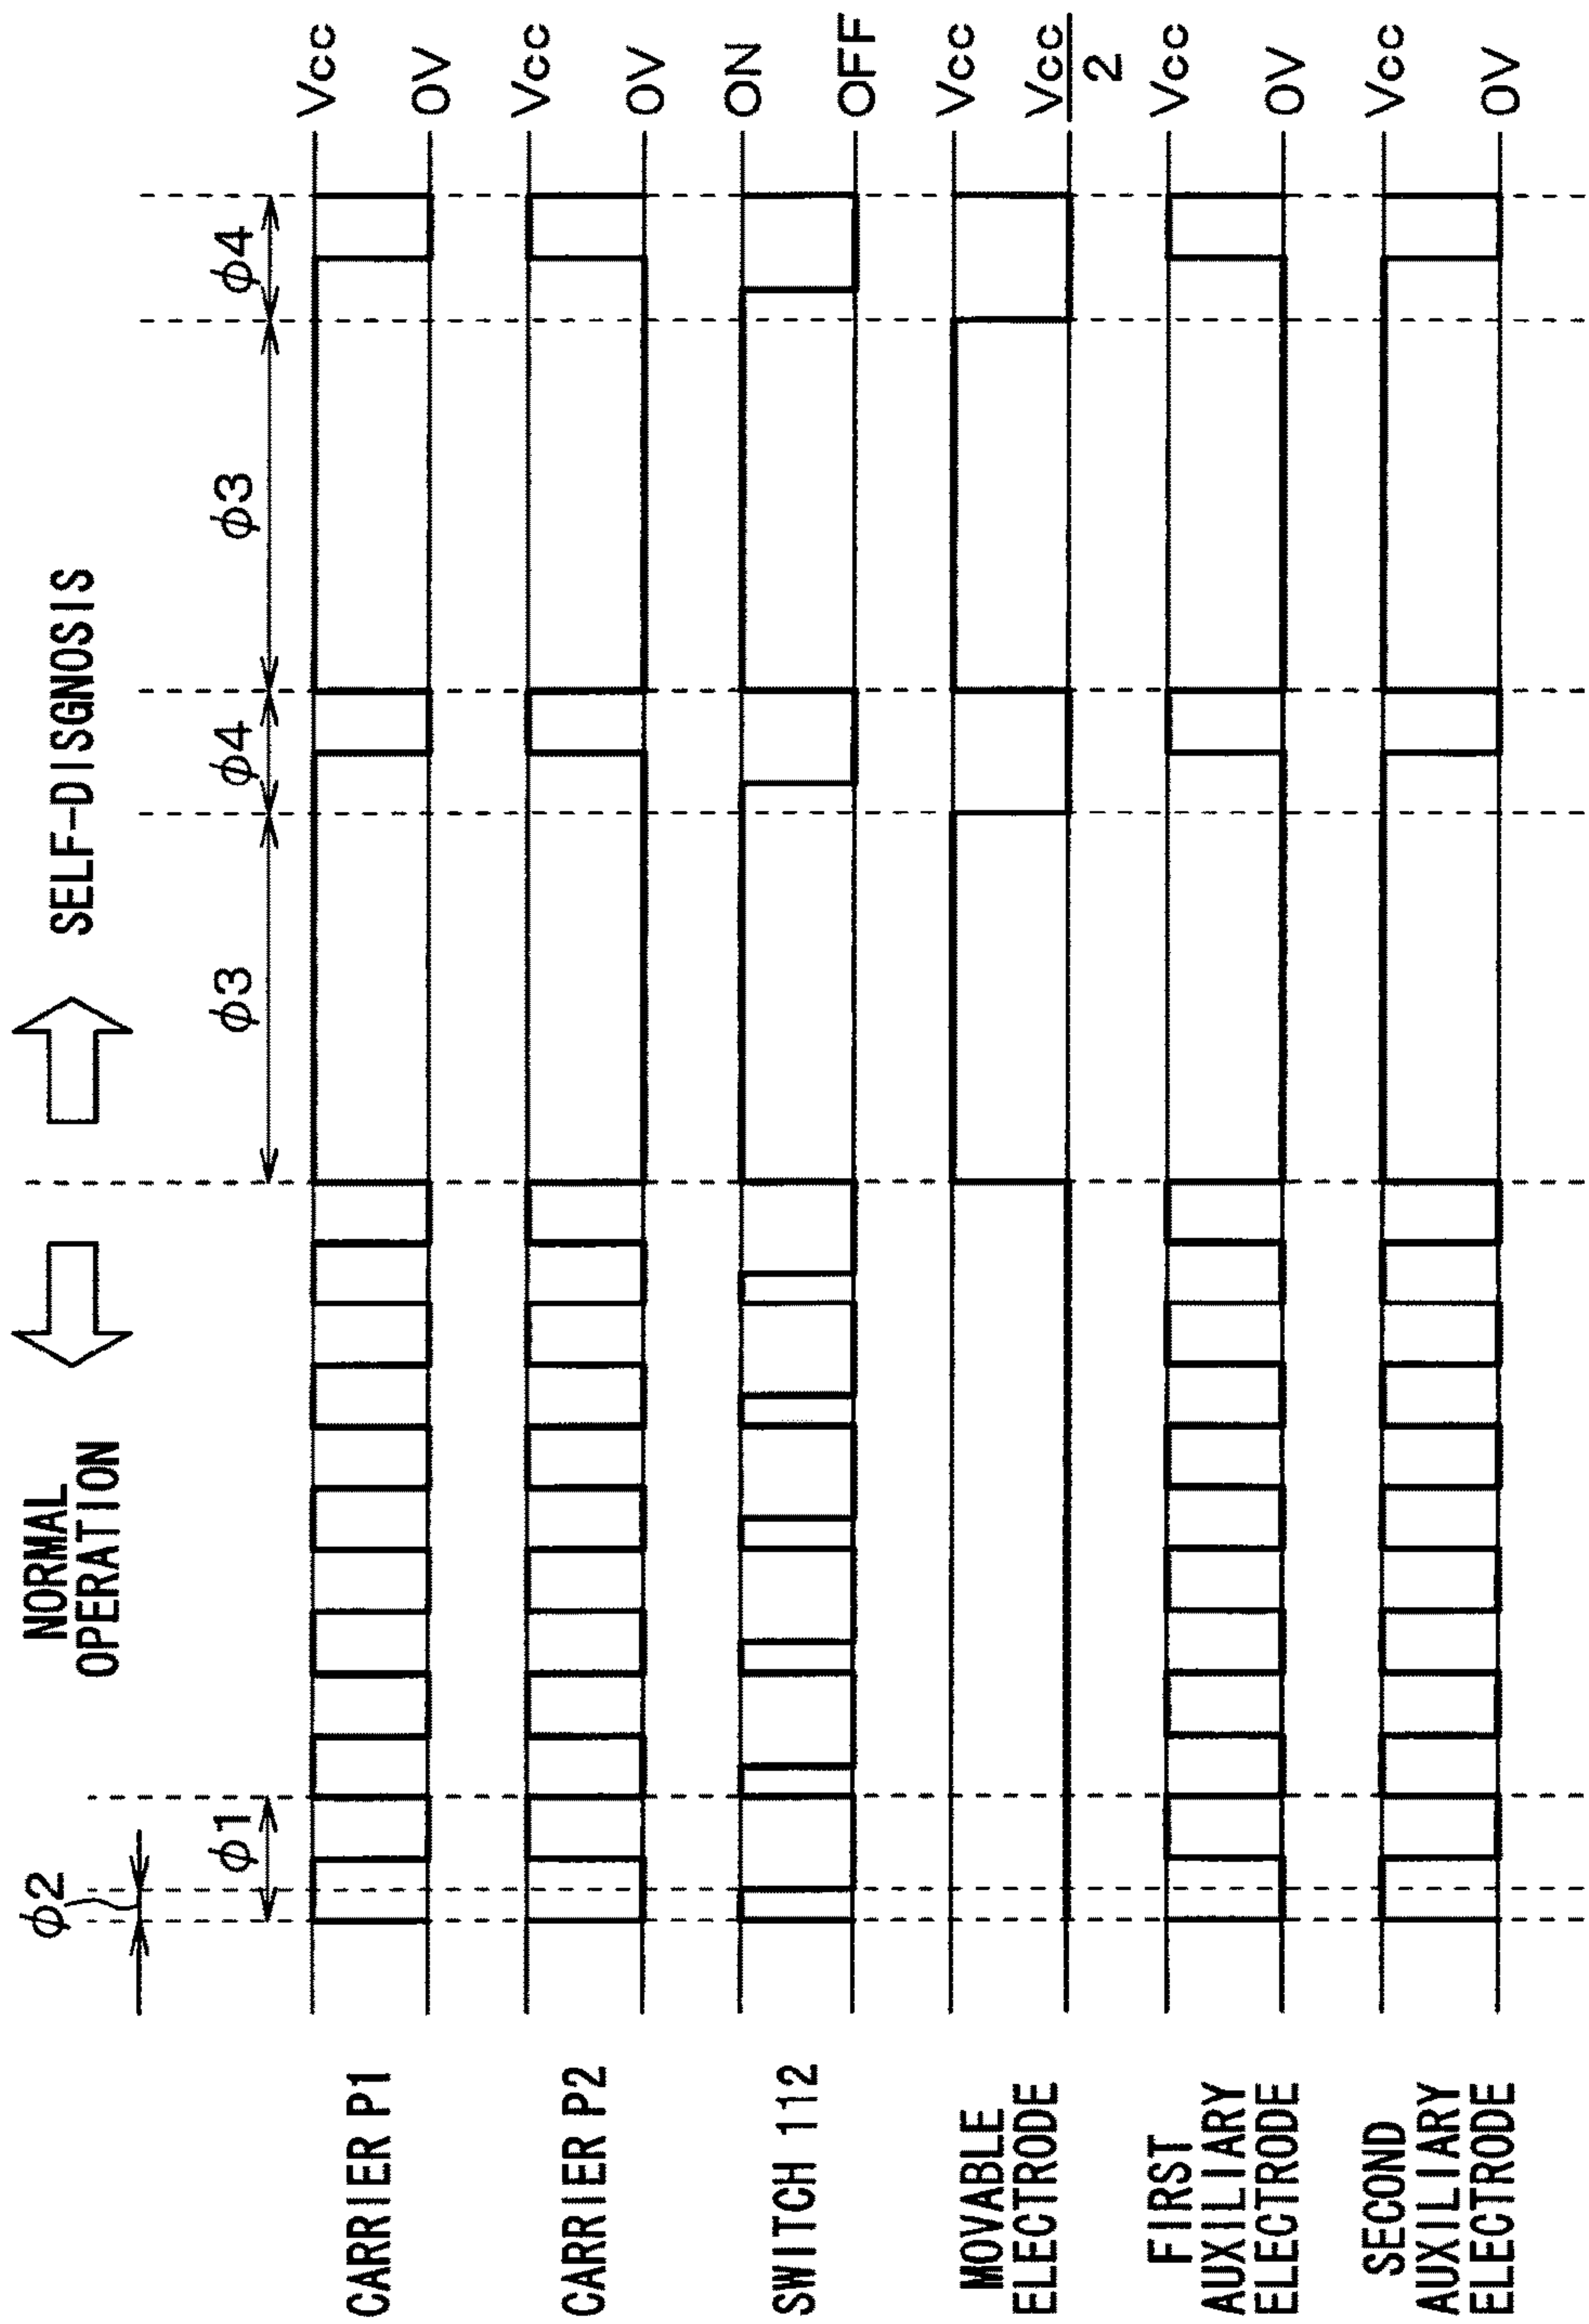 NORMAL
OPERATION
SELF-DISGNOSIS
φ2
φ1
φ3
φ4
φ3
φ4
CARRIER P1
Vcc
0V
CARRIER P2
Vcc
0V
SWITCH 112
ON
OFF
MOVABLE
ELECTRODE
Vcc
Vcc
2
FIRST
AUXILIARY
ELECTRODE
Vcc
0V
SECOND
AUXILIARY
ELECTRODE
Vcc
0V